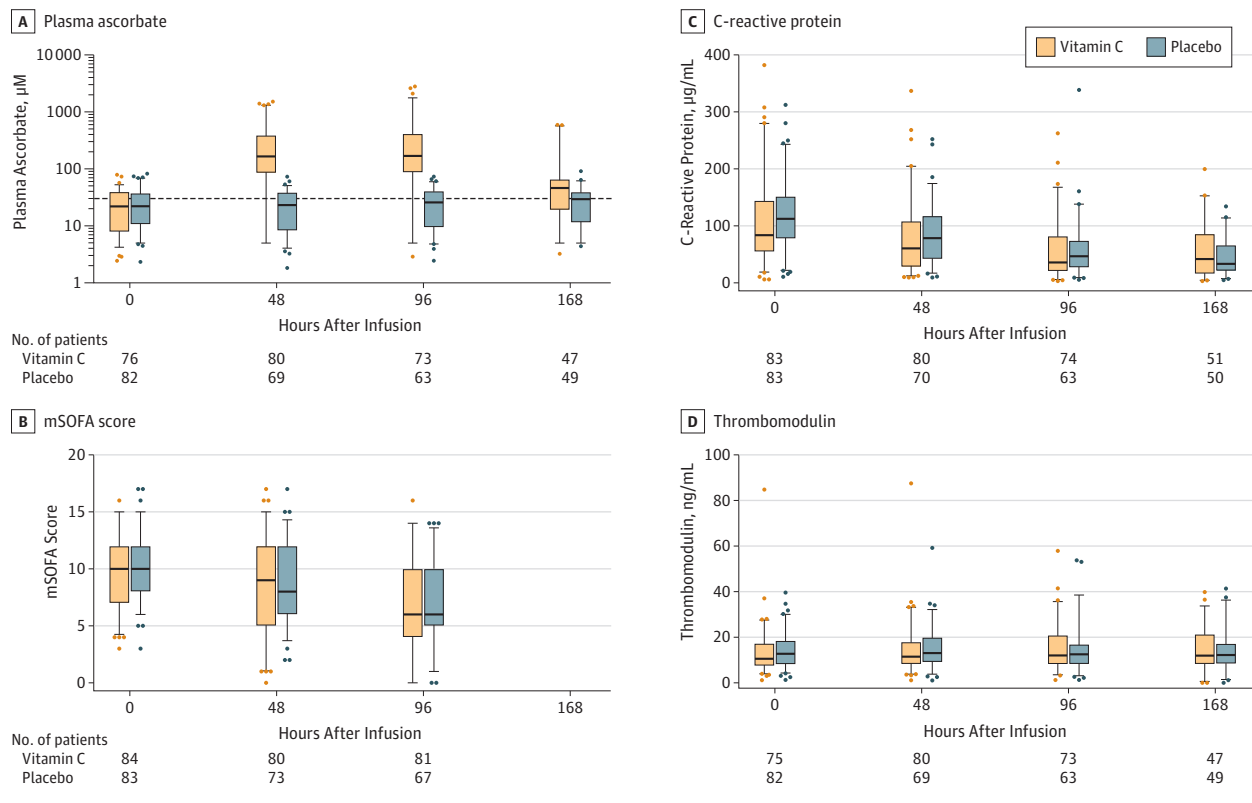 A Plasma ascorbate
10 000
1000
100
10
1
Plasma Ascorbate, µM
0 48 96 168
Hours After Infusion
No. of patients
Vitamin C 76 80 73 47
Placebo 82 69 63 49
C C-reactive protein
Vitamin C Placebo
400
300
200
100
0
C-Reactive Protein, µg/mL
0 48 96 168
Hours After Infusion
83 80 74 51
83 70 63 50
B mSOFA score
20
15
10
5
0
mSOFA Score
0 48 96 168
Hours After Infusion
No. of patients
Vitamin C 84 80 81
Placebo 83 73 67
D Thrombomodulin
100
80
60
40
20
0
Thrombomodulin, ng/mL
0 48 96 168
Hours After Infusion
75 80 73 47
82 69 63 49